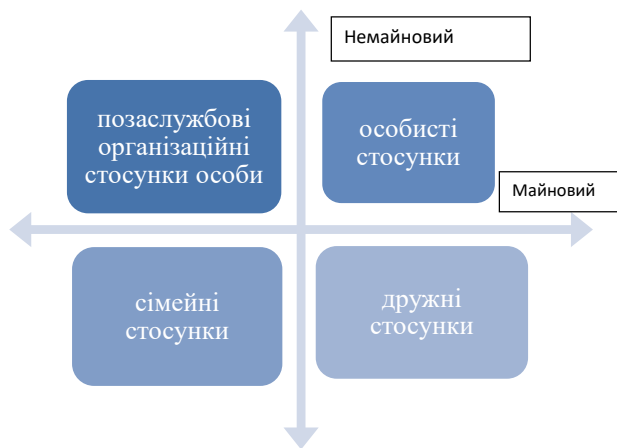 Немайновий
позаслужбові
організаційні
стосунки особи
особисті
стосунки
Майновий
сімейні
стосунки
дружні
стосунки